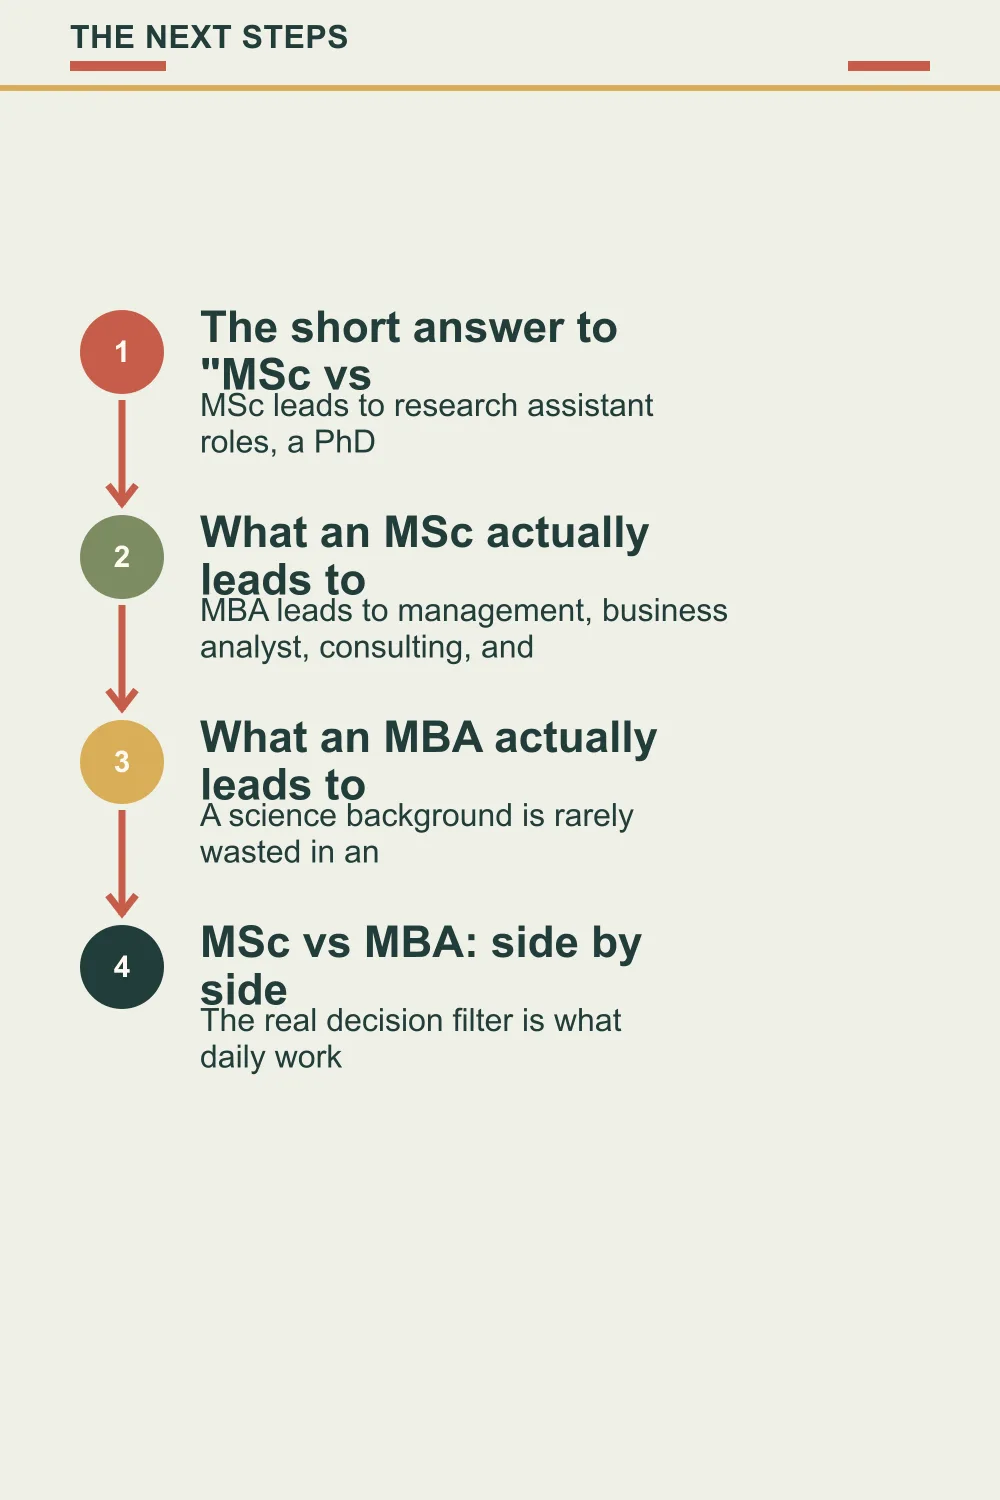 THE NEXT STEPS
1
The short answer to
"MSc vs
MSc leads to research assistant
roles, a PhD
2
What an MSc actually
leads to
MBA leads to management, business
analyst, consulting, and
3
What an MBA actually
leads to
A science background is rarely
wasted in an
4
MSc vs MBA: side by
side
The real decision filter is what
daily work